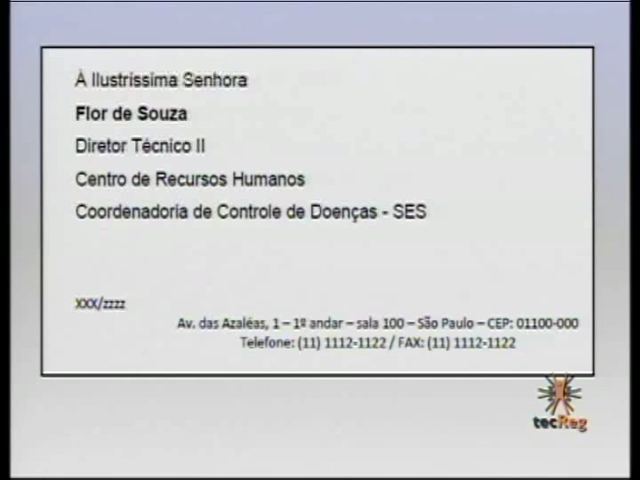 À Ilustrissima Senhora
Flor de Souza
Diretor Técnico II
Centro de Recursos Humanos
Coordenadoria de Controle de Doenças - SES
XXX/zzzz
Av. das Azaléas, 1 – 1º andar – sala 100 – São Paulo – CEP: 01100-000
Telefone: (11) 1112-1122 / FAX: (11) 1112-1122
tecReg